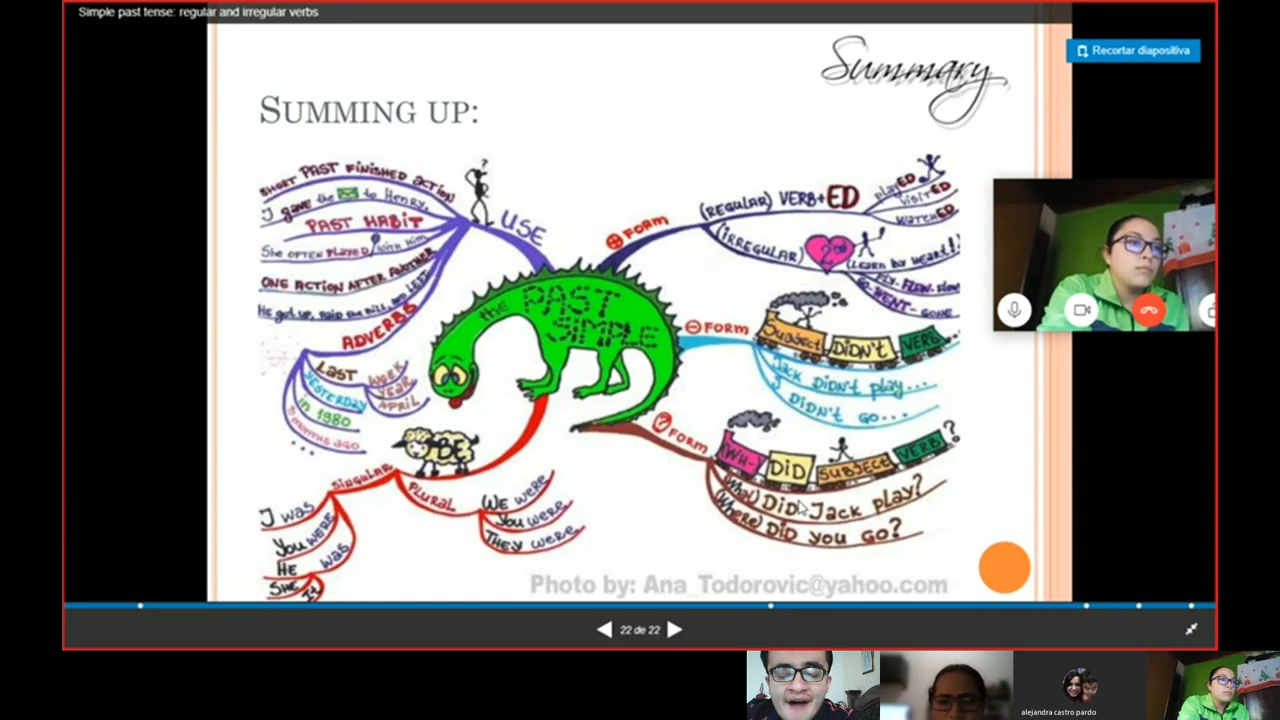 Simple past tense: regular and irregular verbs
Recortar diapositiva
Summary
SUMMING UP:
the PAST SIMPLE
USE
SHORT PAST FINISHED ACTION
I gave the to Henry.
PAST HABIT
She OFTEN PLAYED with him
ONE ACTION AFTER ANOTHER
He got up, paid the bill, and LEFT
ADVERBS
LAST
WEEK
YEAR
APRIL
YESTERDAY
in 1980
5 months ago
...
⊕ FORM
(REGULAR) VERB+ED
playED
visitED
watchED
(IRREGULAR) 2nd
(Learn by heart!!)
FLY-FLEW-FLOWN
GO-WENT-GONE
⊖ FORM
SUBJECT DIDN'T VERB
Jack DIDN'T play...
I DIDN'T GO...
? FORM
(WH-) DID SUBJECT VERB ?
(What) Did Jack play?
(Where) Did you go?
BE
SINGULAR
I was
You were
He
She
It
was
PLURAL
We were
You were
They were
Photo by: Ana_Todorovic@yahoo.com
22 de 22
alejandra castro pardo